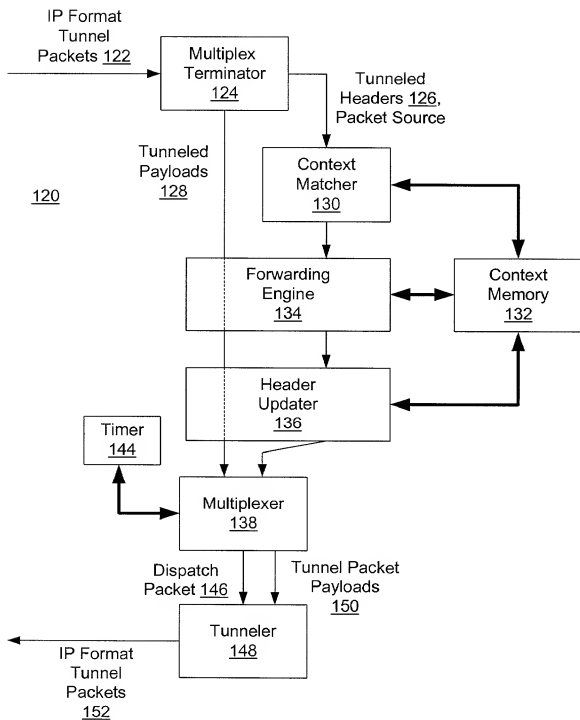 IP Format
Tunnel
Packets 122
Multiplex
Terminator
124
Tunneled
Headers 126,
Packet Source
Tunneled
Payloads
128
120
Context
Matcher
130
Forwarding
Engine
134
Context
Memory
132
Header
Updater
136
Timer
144
Multiplexer
138
Dispatch
Packet 146
Tunnel Packet
Payloads
150
Tunneler
148
IP Format
Tunnel
Packets
152